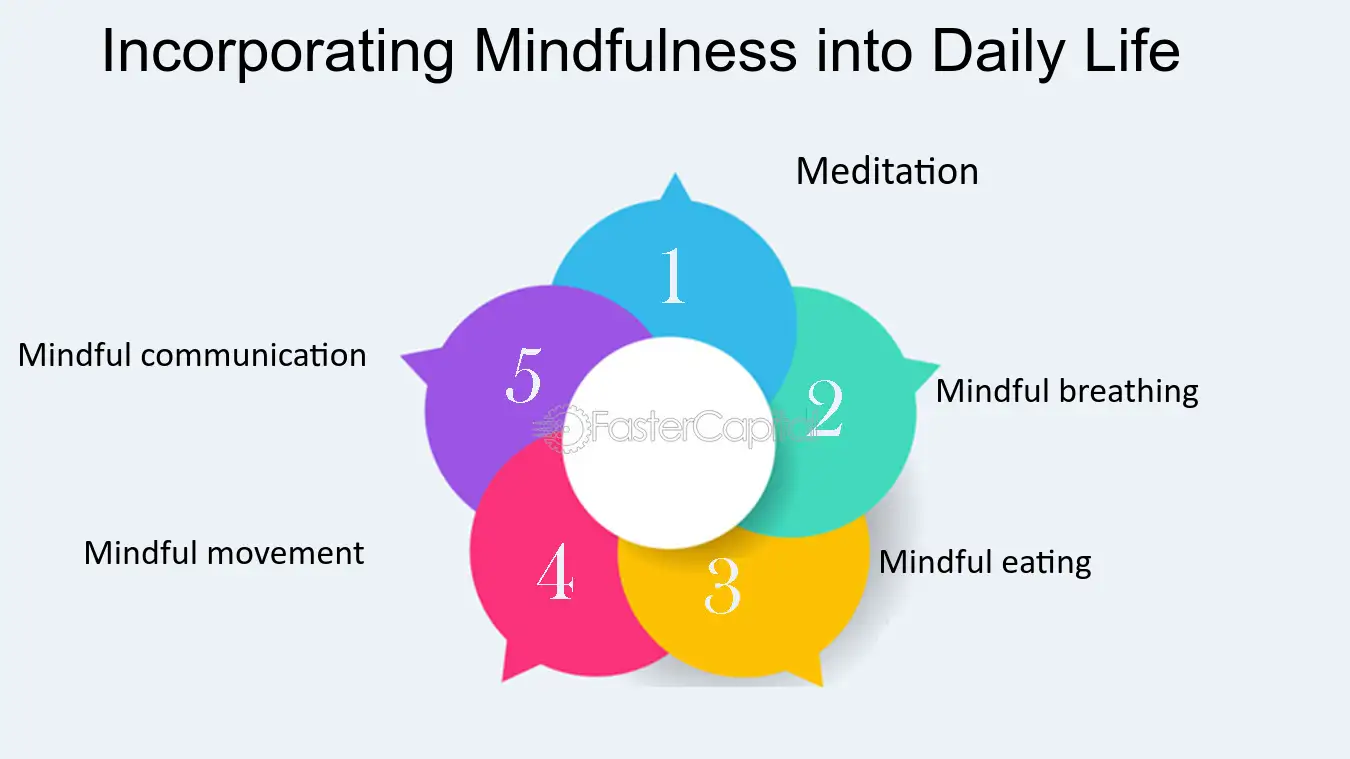 Incorporating Mindfulness into Daily Life
Meditation
1
Mindful communication
5
2
Mindful breathing
FasterCapital
Mindful movement
4
3
Mindful eating